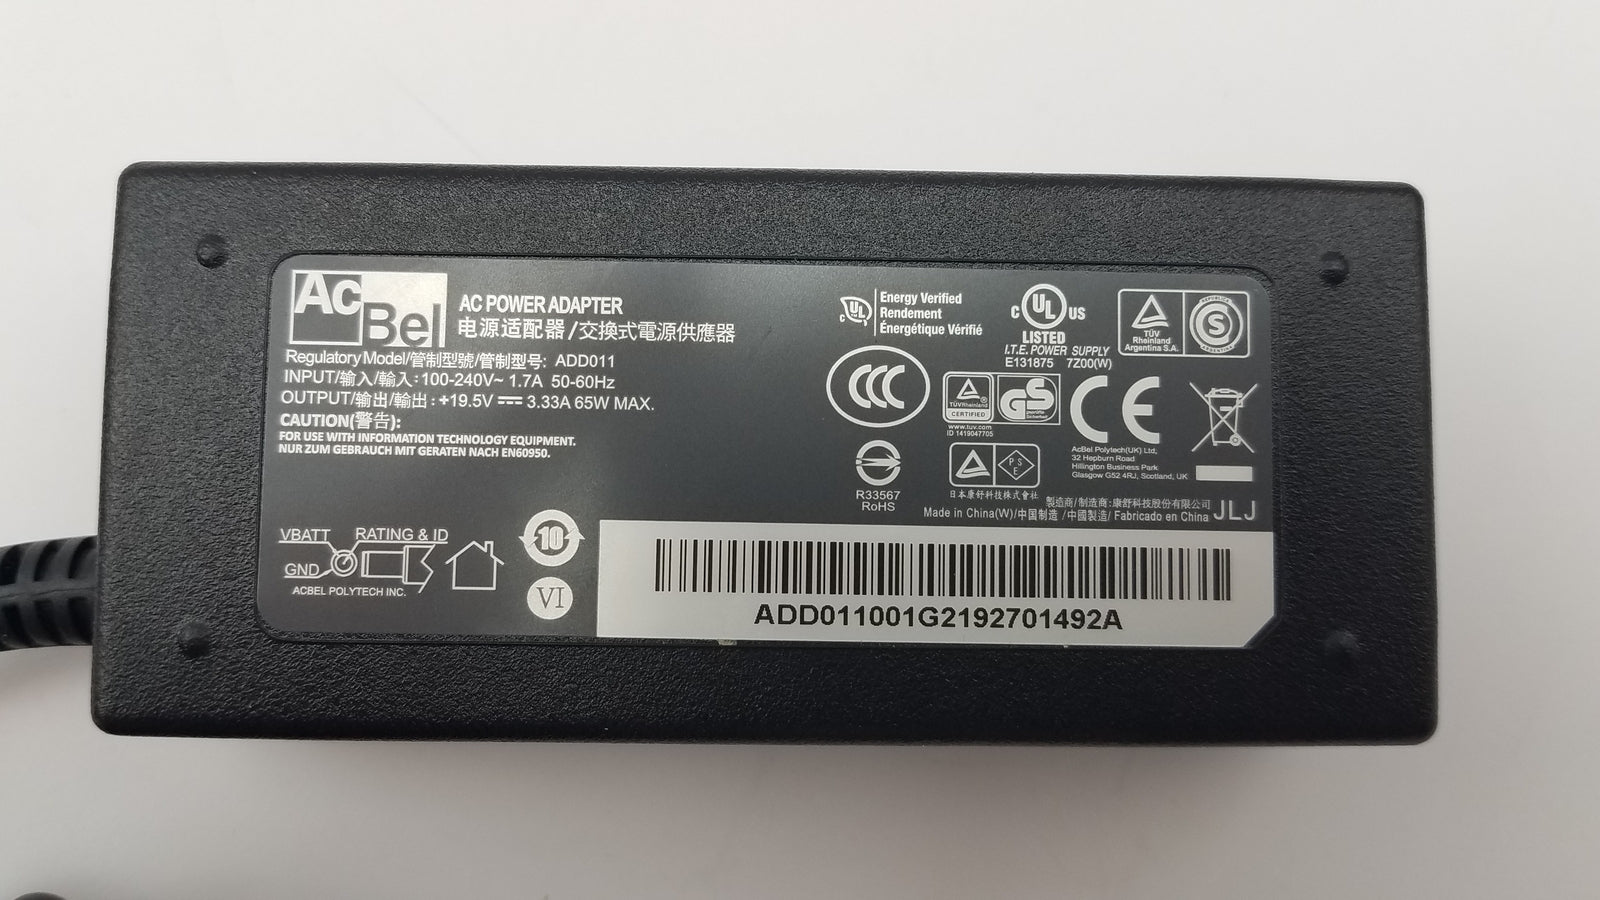 AcBel
AC POWER ADAPTER
电源适配器/交換式電源供應器
Regulatory Model/管制型號/管制型号: ADD011
INPUT/输入/輸入:100-240V~ 1.7A 50-60Hz
OUTPUT/输出/輸出:+19.5V 3.33A 65W MAX.
CAUTION(警告):
FOR USE WITH INFORMATION TECHNOLOGY EQUIPMENT.
NUR ZUM GEBRAUCH MIT GERATEN NACH EN60950.
VBATT RATING & ID
GND
ACBEL POLYTECH INC.
10
VI
c UL
Energy Verified
Rendement
Énergétique Vérifié
c UL US
LISTED
I.T.E. POWER SUPPLY
E131875 7Z00(W)
TÜV
Rheinland
Argentina S.A.
S
CCC
TÜVRheinland
CERTIFIED
www.tuv.com
ID 1419047705
GS
geprüfte
Sicherheit
CE
AcBel Polytech(UK) Ltd,
32 Hepburn Road
Hillington Business Park
Glasgow G52 4RJ, Scotland, UK
R33567
RoHS
PSE
日本康舒科技株式會社
製造商/制造商:康舒科技股份有限公司
Made in China(W)/中国制造 /中國製造/ Fabricado en China
JLJ
ADD011001G2192701492A